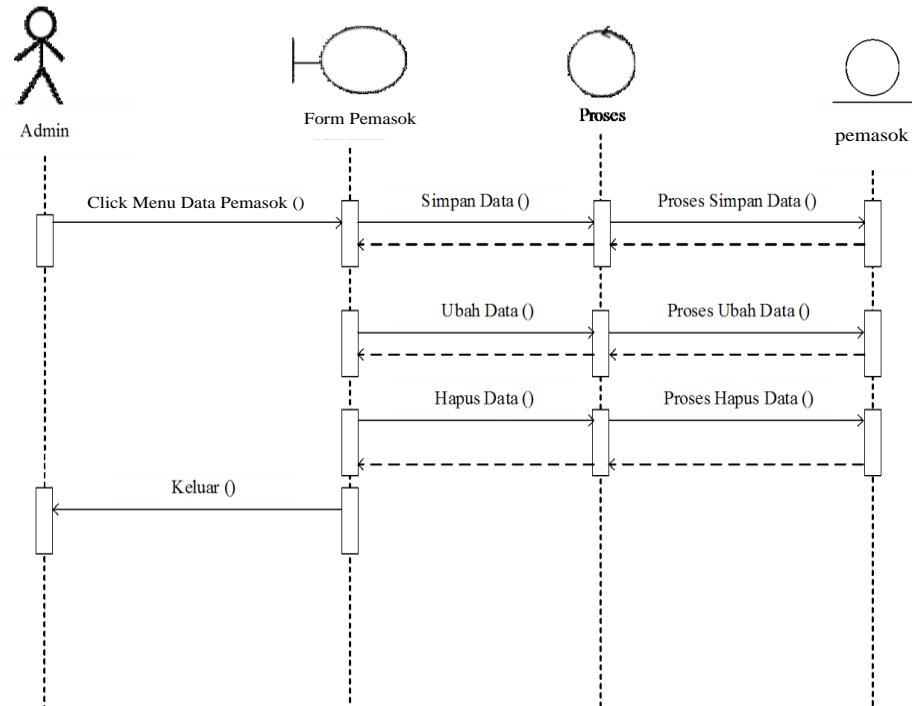 Admin
Form Pemasok
Proses
pemasok
Click Menu Data Pemasok ()
Simpan Data ()
Proses Simpan Data ()
Ubah Data ()
Proses Ubah Data ()
Hapus Data ()
Proses Hapus Data ()
Keluar ()